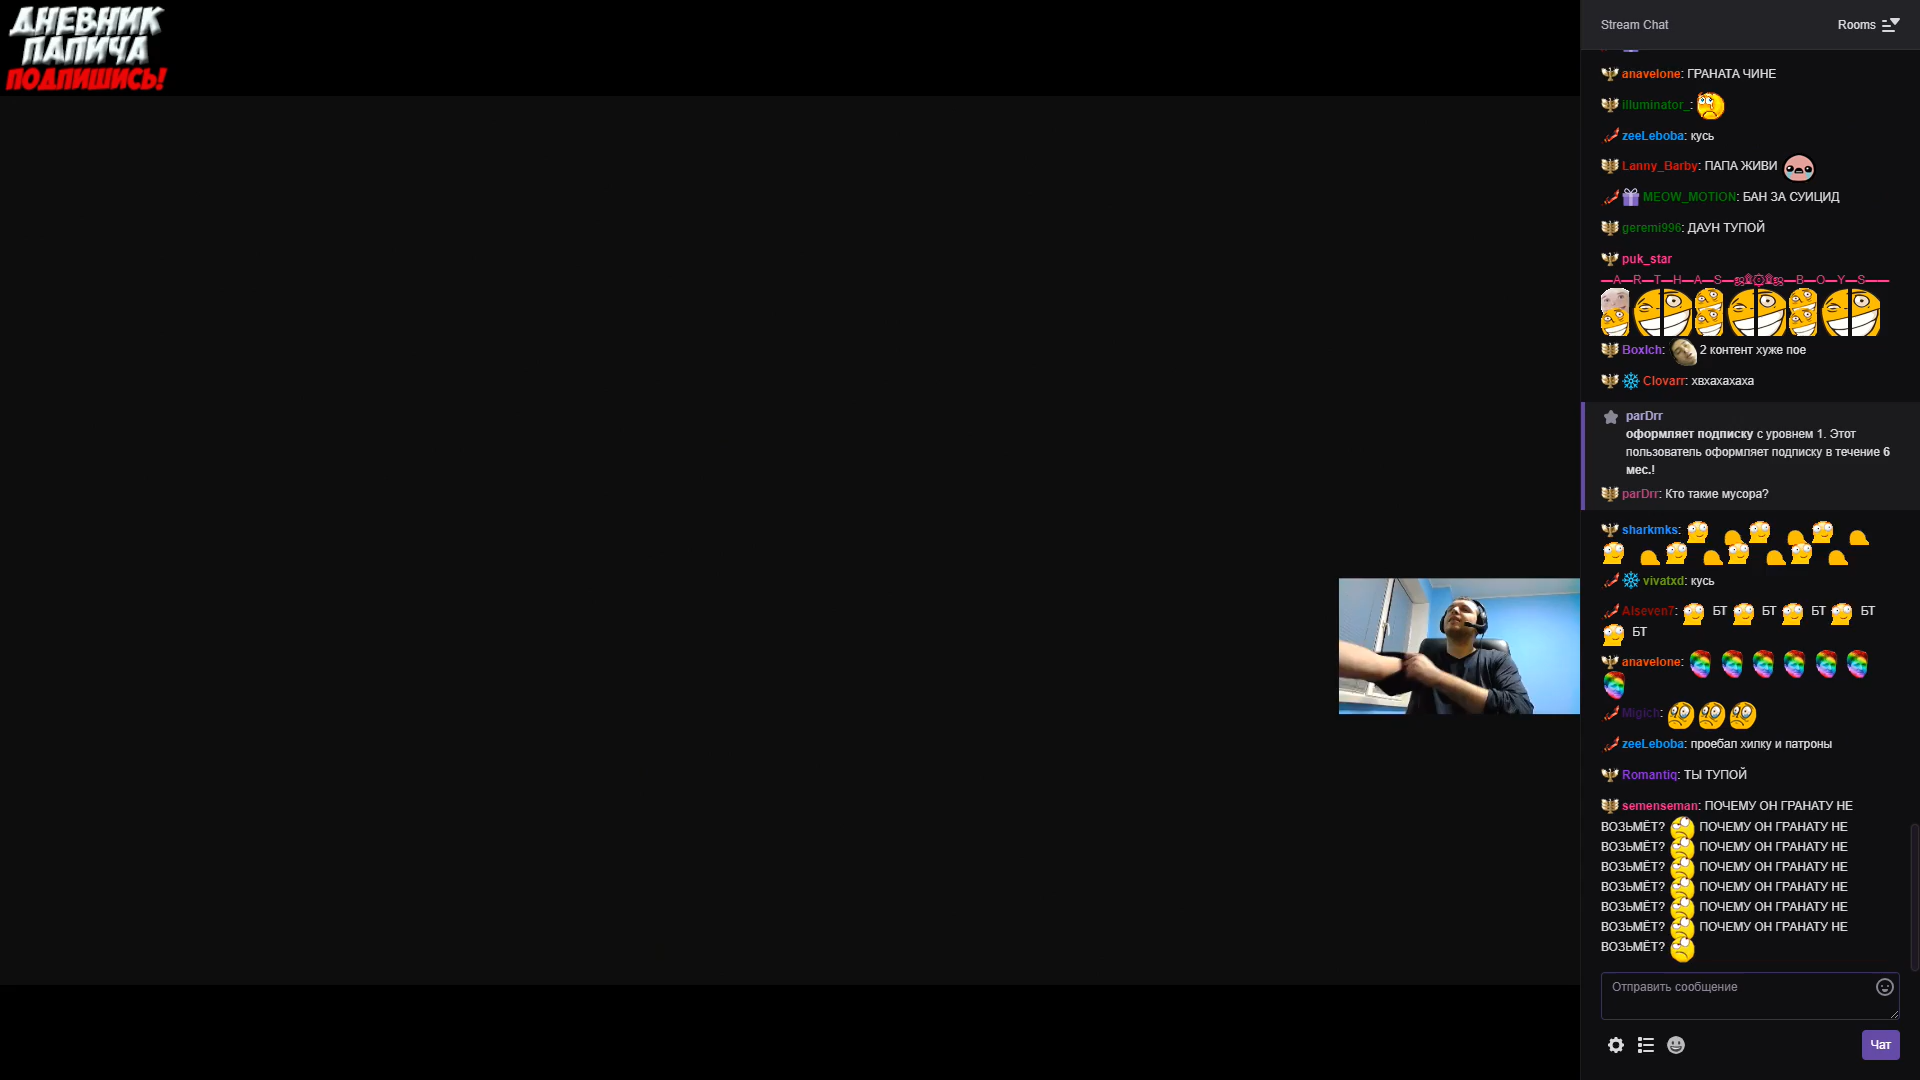 ДНЕВНИК
ПАПИЧА
ПОДПИШИСЬ!
Stream Chat
Rooms
anavelone: ГРАНАТА ЧИНЕ
illuminator_:
zeeLeboba: кусь
Lanny_Barby: ПАПА ЖИВИ
MEOW_MOTION: БАН ЗА СУИЦИД
geremi996: ДАУН ТУПОЙ
puk_star
—A—R—T—H—A—S—ஜ۩۞۩ஜ—B—O—Y—S——
BoxIch: 2 контент хуже пое
Clovarr: хвхахахаха
parDrr
оформляет подписку с уровнем 1. Этот
пользователь оформляет подписку в течение 6
мес.!
parDrr: Кто такие мусора?
sharkmks:
vivatxd: кусь
Alseven7: БТ БТ БТ БТ
БТ
anavelone:
Migich:
zeeLeboba: проебал хилку и патроны
Romantiq: ТЫ ТУПОЙ
semenseman: ПОЧЕМУ ОН ГРАНАТУ НЕ
ВОЗЬМЁТ? ПОЧЕМУ ОН ГРАНАТУ НЕ
ВОЗЬМЁТ? ПОЧЕМУ ОН ГРАНАТУ НЕ
ВОЗЬМЁТ? ПОЧЕМУ ОН ГРАНАТУ НЕ
ВОЗЬМЁТ? ПОЧЕМУ ОН ГРАНАТУ НЕ
ВОЗЬМЁТ? ПОЧЕМУ ОН ГРАНАТУ НЕ
ВОЗЬМЁТ? ПОЧЕМУ ОН ГРАНАТУ НЕ
ВОЗЬМЁТ?
Отправить сообщение
Чат